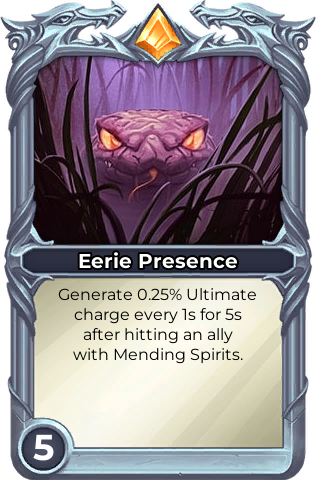 Eerie Presence
Generate 0.25% Ultimate
charge every 1s for 5s
after hitting an ally
with Mending Spirits.
5